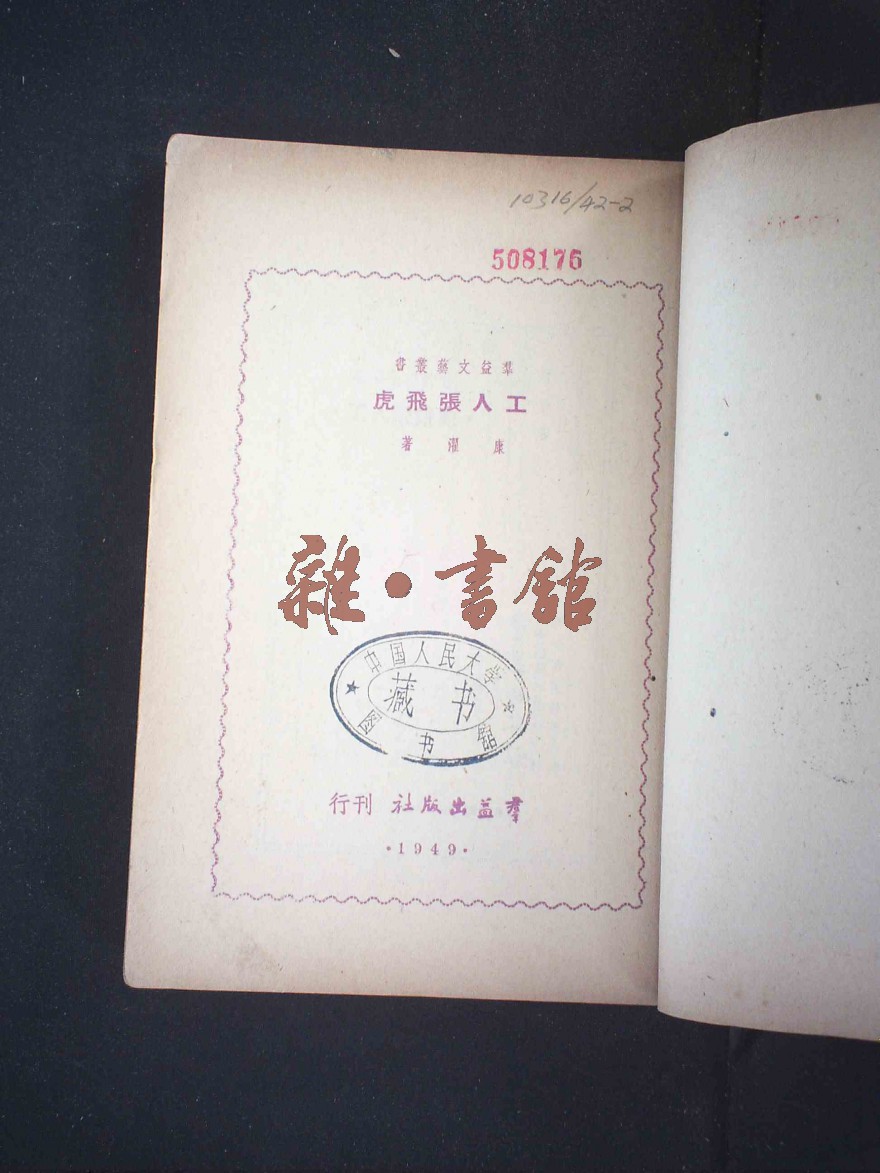 10316/42-2
508176
羣益文藝叢書
工人張飛虎
康濯著
雜·書館
中国人民大学
藏书
图书馆
羣益出版社 刊行
·1949·